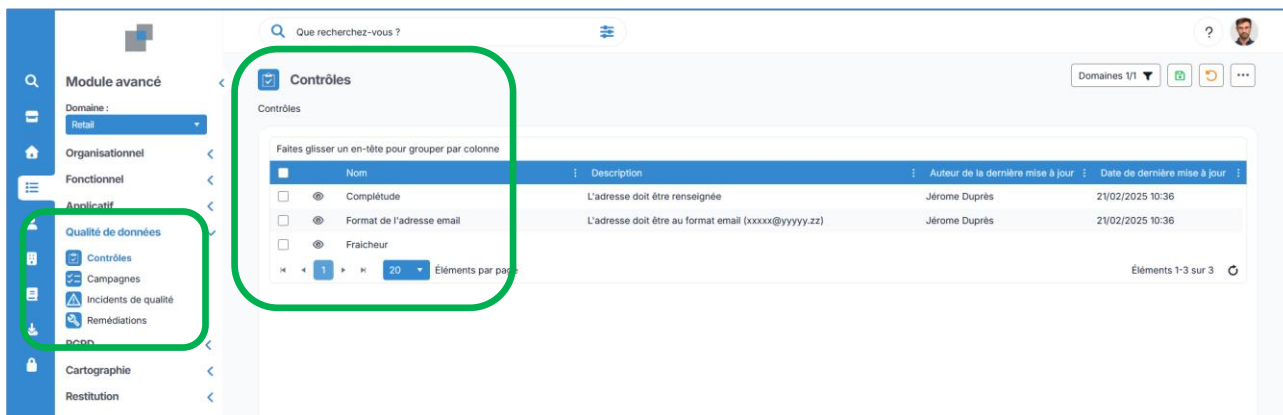 Que recherchez-vous ?
?
Module avancé
Domaine :
Retail
Organisationnel
Fonctionnel
Applicatif
Qualité de données
Contrôles
Campagnes
Incidents de qualité
Remédiations
RGPD
Cartographie
Restitution
Contrôles
Domaines 1/1
Contrôles
Faites glisser un en-tête pour grouper par colonne
Nom Description Auteur de la dernière mise à jour Date de dernière mise à jour
Complétude L'adresse doit être renseignée Jérome Duprès 21/02/2025 10:36
Format de l'adresse email L'adresse doit être au format email (xxxxx@yyyyy.zz) Jérome Duprès 21/02/2025 10:36
Fraicheur
1 20 Éléments par page Éléments 1-3 sur 3